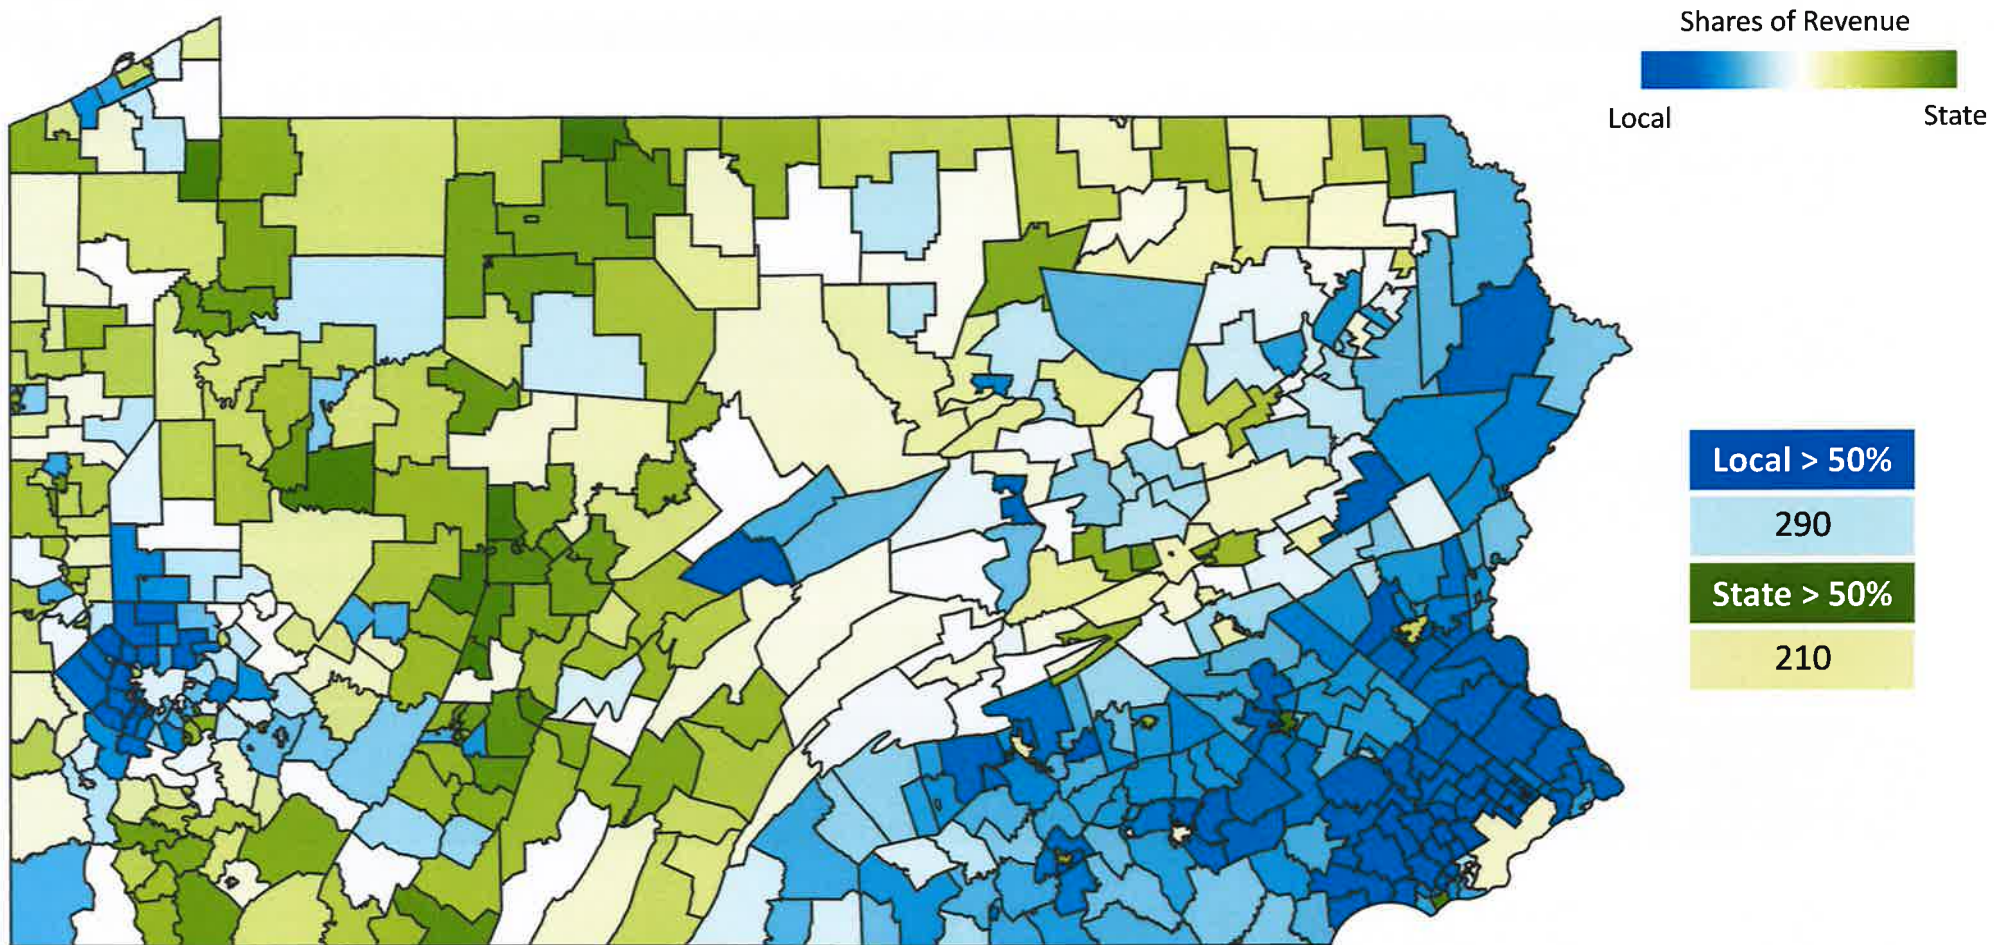 Shares of Revenue
Local
State
Local > 50%
290
State > 50%
210